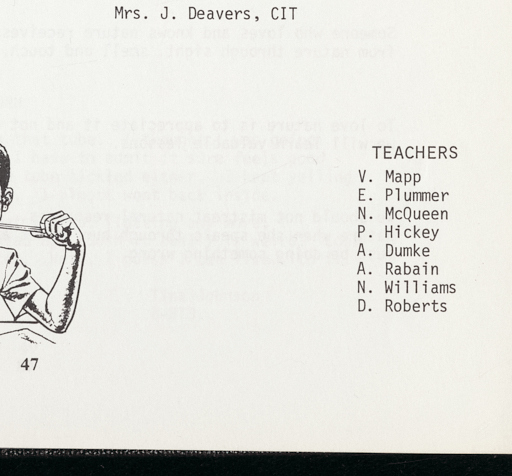 Mrs. J. Deavers, CIT
TEACHERS
V. Mapp
E. Plummer
N. McQueen
P. Hickey
A. Dumke
A. Rabain
N. Williams
D. Roberts
47